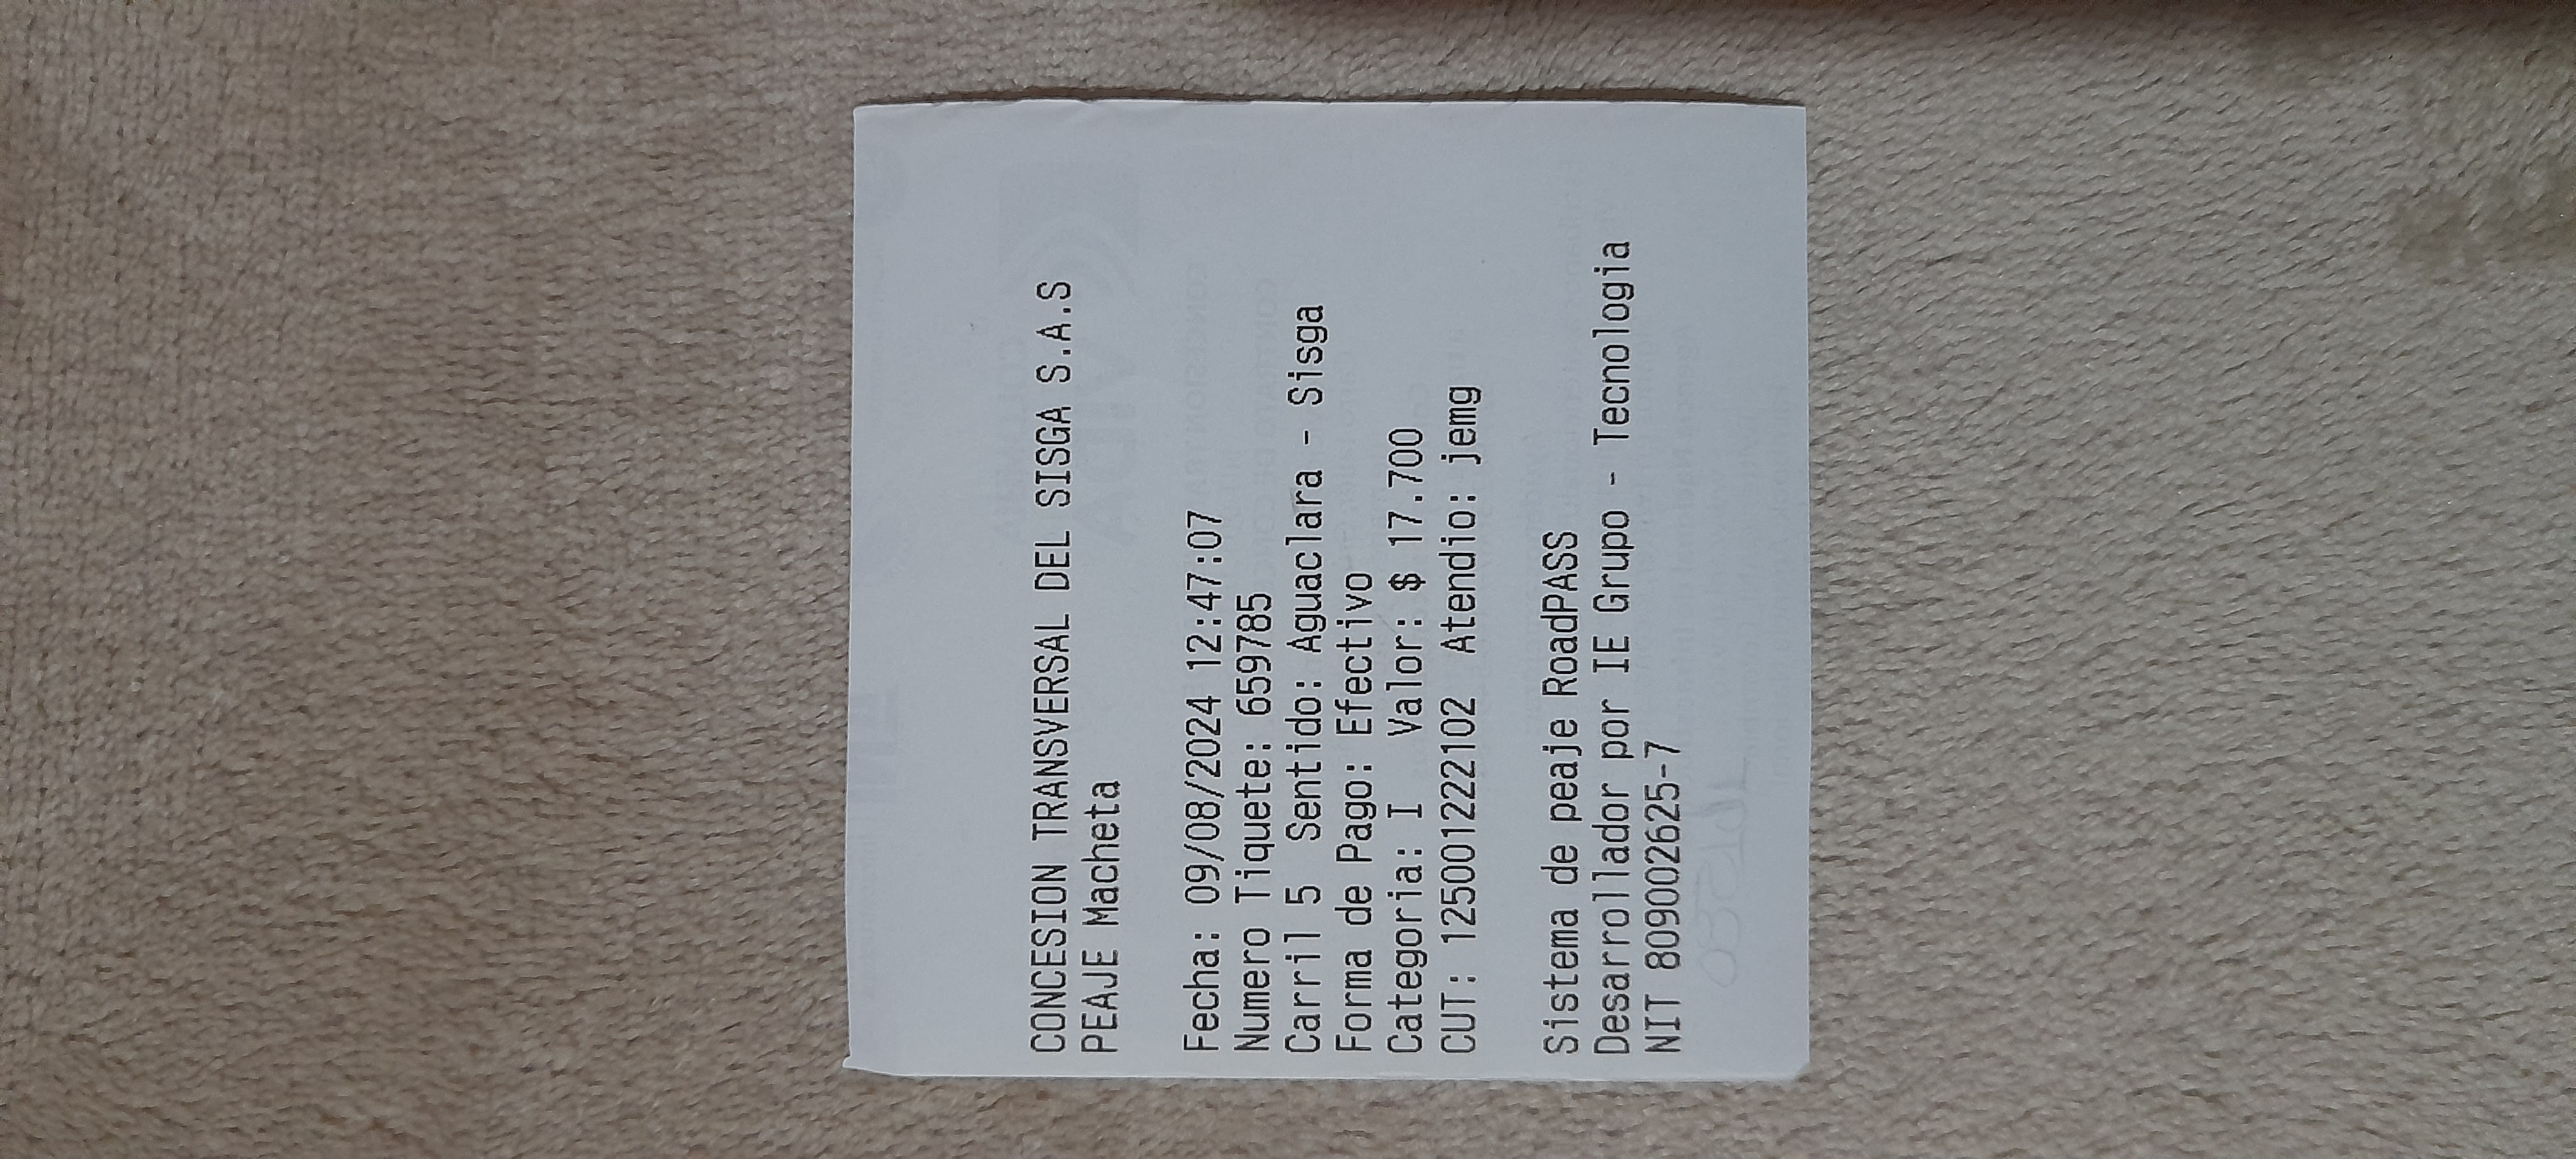 CONCESION TRANSVERSAL DEL SISGA S.A.S
PEAJE Macheta
Fecha: 09/08/2024 12:47:07
Numero Tiquete: 6597785
Carril 5 Sentido: Aguaclara - Sisga
Forma de Pago: Efectivo
Categoria: I Valor: $ 17.700
CUT: 125001222102 Atendio: jemg
Sistema de peaje RoadPASS
Desarrollador por IE Grupo - Tecnologia
NIT 809002625-7